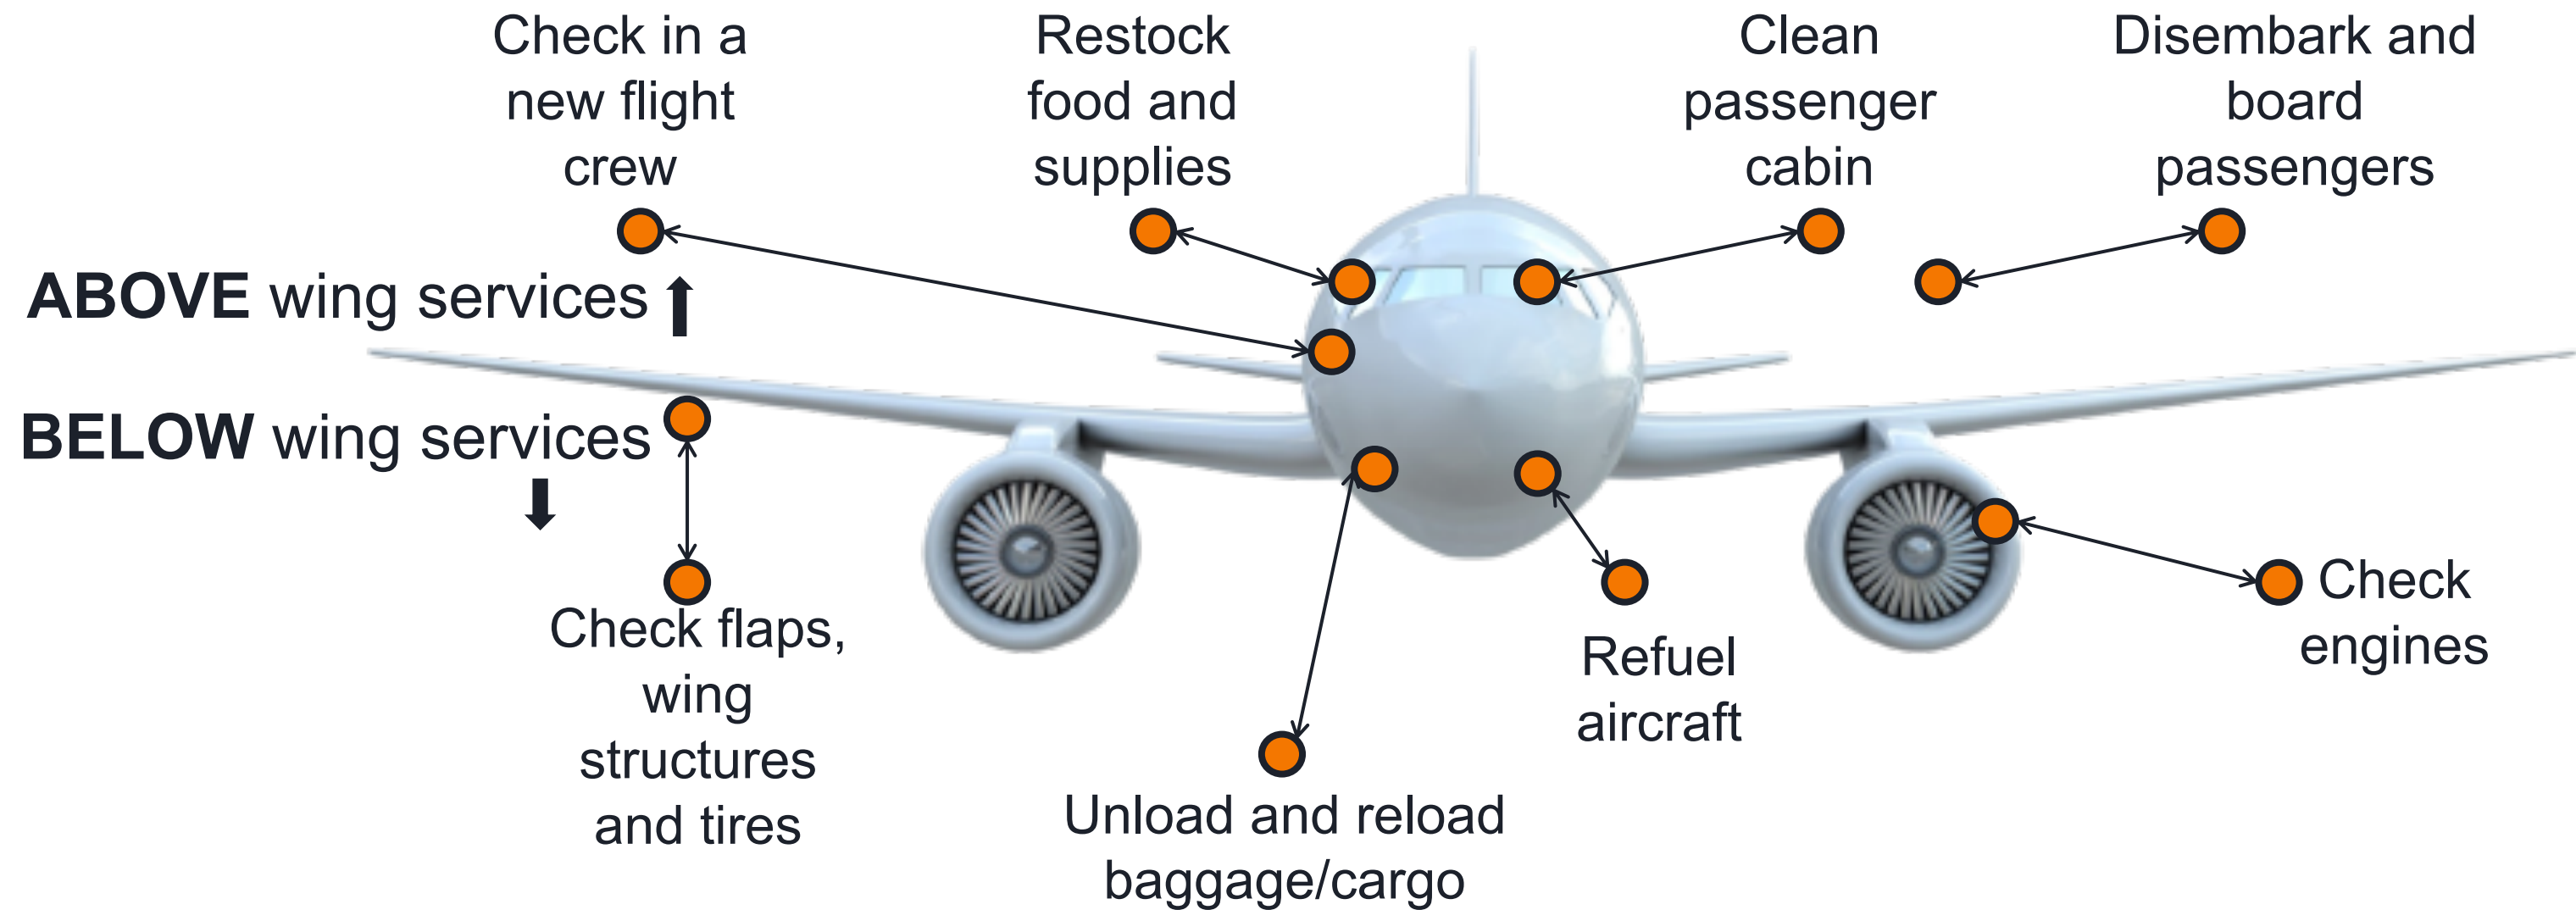 Check in a
new flight
crew
Restock
food and
supplies
Clean
passenger
cabin
Disembark and
board
passengers
ABOVE wing services
BELOW wing services
Check flaps,
wing
structures
and tires
Unload and reload
baggage/cargo
Refuel
aircraft
Check
engines